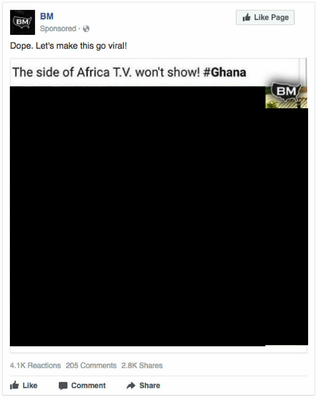 BM
BM
Sponsored ·
Like Page
Dope. Let's make this go viral!
The side of Africa T.V. won't show! #Ghana
BM
4.1K Reactions 205 Comments 2.8K Shares
Like Comment Share